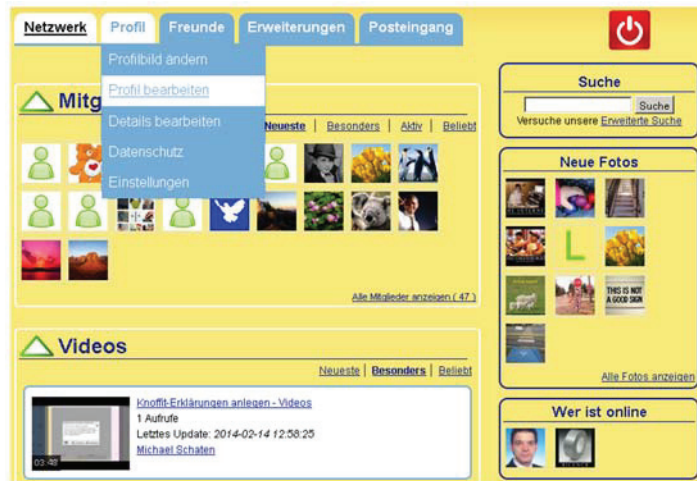 Netzwerk Profil Freunde Erweiterungen Posteingang
Profilbild ändern
Profil bearbeiten
Details bearbeiten
Datenschutz
Einstellungen
Mitg
Neueste | Besonders | Aktiv | Beliebt
Alle Mitglieder anzeigen ( 47 )
Videos
Neueste | Besonders | Beliebt
Knoffit-Erklärungen anlegen - Videos
1 Aufrufe
Letztes Update: 2014-02-14 12:58:25
Michael Schaten
03:48
Suche
Suche
Versuche unsere Erweiterte Suche
Neue Fotos
L
THIS IS NOT
A GOOD SIGN
Alle Fotos anzeigen
Wer ist online